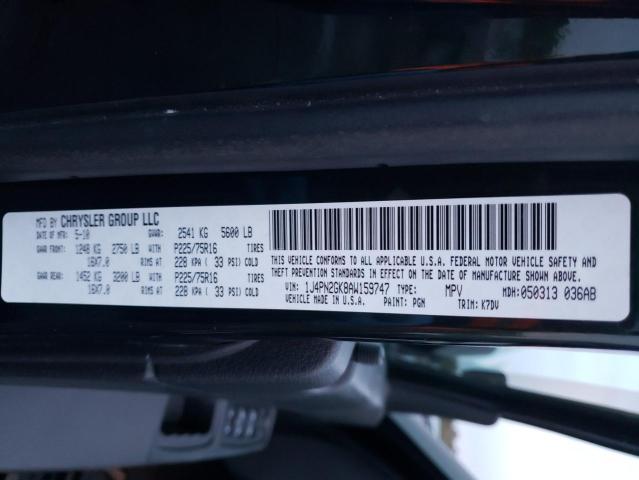 MFD BY CHRYSLER GROUP LLC
DATE OF MFR: 5-10 GVWR: 2541 KG 5600 LB
GAWR FRONT: 1248 KG 2750 LB WITH P225/75R16 TIRES
16X7.0 RIMS AT 228 KPA ( 33 PSI) COLD
GAWR REAR: 1452 KG 3200 LB WITH P225/75R16 TIRES
16X7.0 RIMS AT 228 KPA ( 33 PSI) COLD
THIS VEHICLE CONFORMS TO ALL APPLICABLE U.S.A. FEDERAL MOTOR VEHICLE SAFETY AND
THEFT PREVENTION STANDARDS IN EFFECT ON THE DATE OF MANUFACTURE SHOWN ABOVE.
VIN: 1J4PN2GK8AW159747 TYPE: MPV MDH: 050313 036AB
VEHICLE MADE IN U.S.A. PAINT: PGN TRIM: K7DV